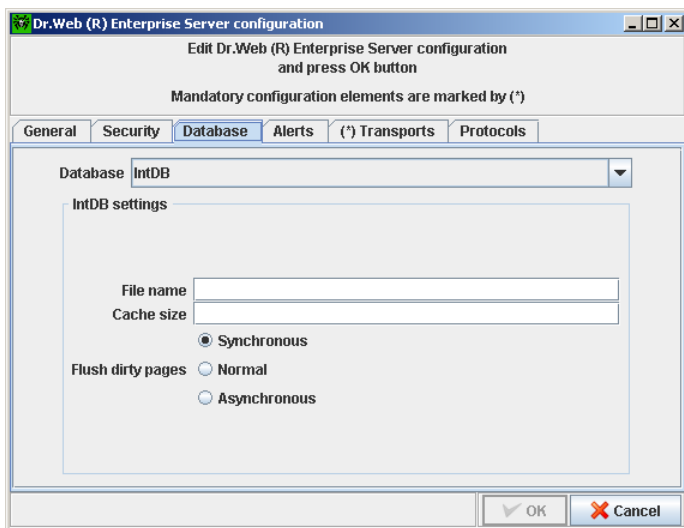 Dr.Web (R) Enterprise Server configuration
Edit Dr.Web (R) Enterprise Server configuration
and press OK button
Mandatory configuration elements are marked by (*)
General Security Database Alerts (*) Transports Protocols
Database IntDB
IntDB settings
File name
Cache size
Synchronous
Flush dirty pages Normal
Asynchronous
OK Cancel